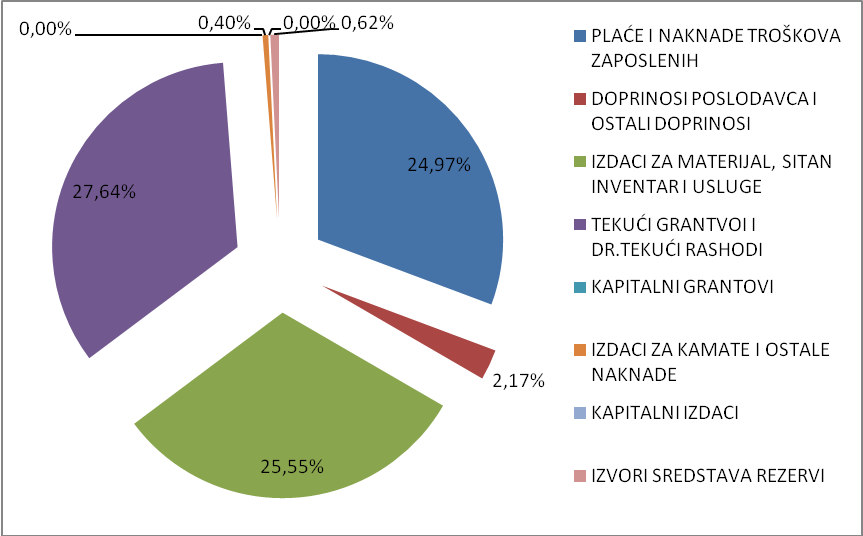 0,00%
0,40%
0,00%
0,62%
24,97%
27,64%
2,17%
25,55%
PLAĆE I NAKNADE TROŠKOVA
ZAPOSLENIH
DOPRINOSI POSLODAVCA I
OSTALI DOPRINOSI
IZDACI ZA MATERIJAL, SITAN
INVENTAR I USLUGE
TEKUĆI GRANTVOI I
DR.TEKUĆI RASHODI
KAPITALNI GRANTOVI
IZDACI ZA KAMATE I OSTALE
NAKNADE
KAPITALNI IZDACI
IZVORI SREDSTAVA REZERVI